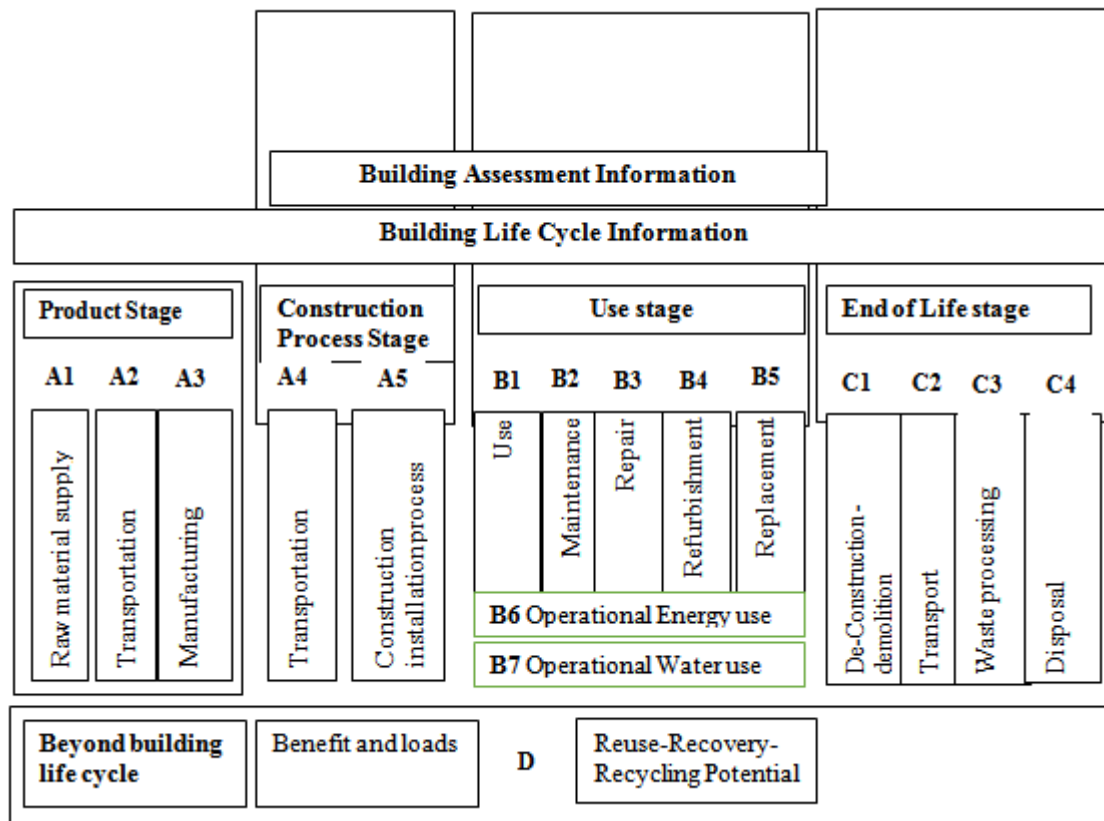 Building Assessment Information
Building Life Cycle Information
Product Stage
Construction
Process Stage
Use stage
End of Life stage
A1 A2 A3 A4 A5 B1 B2 B3 B4 B5 C1 C2 C3 C4
Raw material supply
Transportation
Manufacturing
Transportation
Construction
installationprocess
Use
Maintenance
Repair
Refurbishment
Replacement
B6 Operational Energy use
B7 Operational Water use
De-Construction-
demolition
Transport
Waste processing
Disposal
Beyond building
life cycle
Benefit and loads
D
Reuse-Recovery-
Recycling Potential